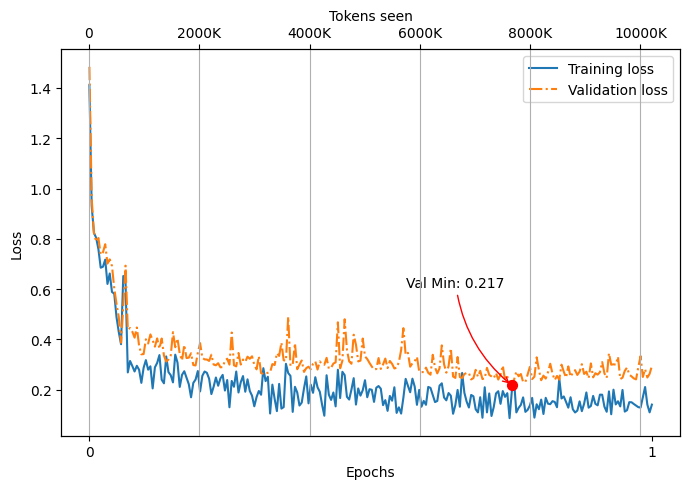 Tokens seen
0 2000K 4000K 6000K 8000K 10000K
Training loss
Validation loss
1.4
1.2
1.0
0.8
0.6
0.4
0.2
Loss
Val Min: 0.217
0 1
Epochs